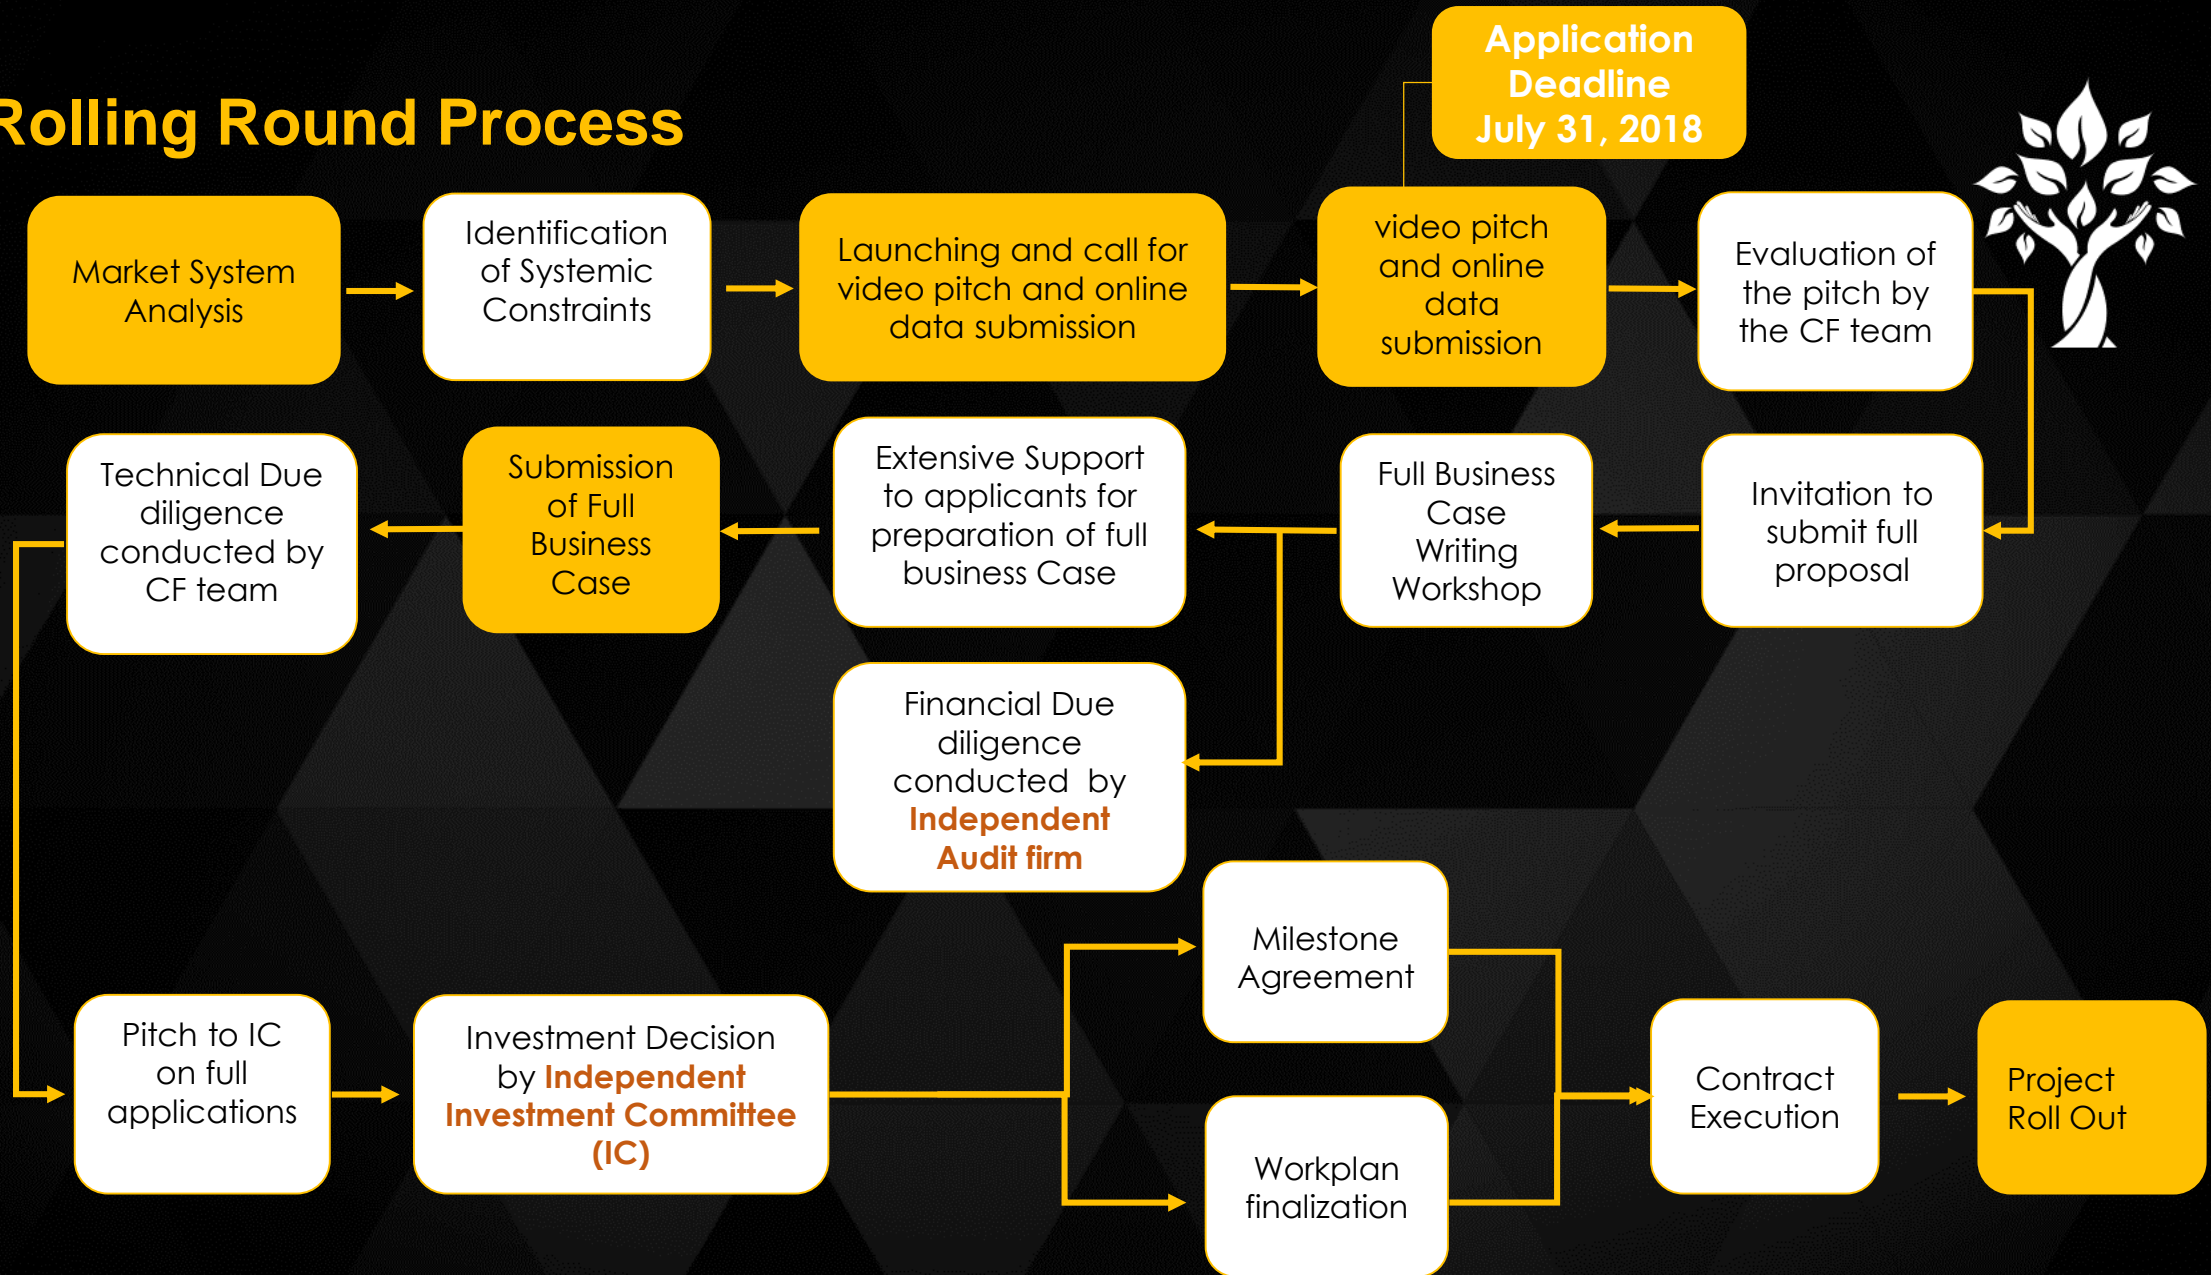 Rolling Round Process
Application
Deadline
July 31, 2018
Market System
Analysis
Identification
of Systemic
Constraints
Launching and call for
video pitch and online
data submission
video pitch
and online
data
submission
Evaluation of
the pitch by
the CF team
Technical Due
diligence
conducted by
CF team
Submission
of Full
Business
Case
Extensive Support
to applicants for
preparation of full
business Case
Full Business
Case
Writing
Workshop
Invitation to
submit full
proposal
Financial Due
diligence
conducted by
Independent
Audit firm
Milestone
Agreement
Pitch to IC
on full
applications
Investment Decision
by Independent
Investment Committee
(IC)
Workplan
finalization
Contract
Execution
Project
Roll Out